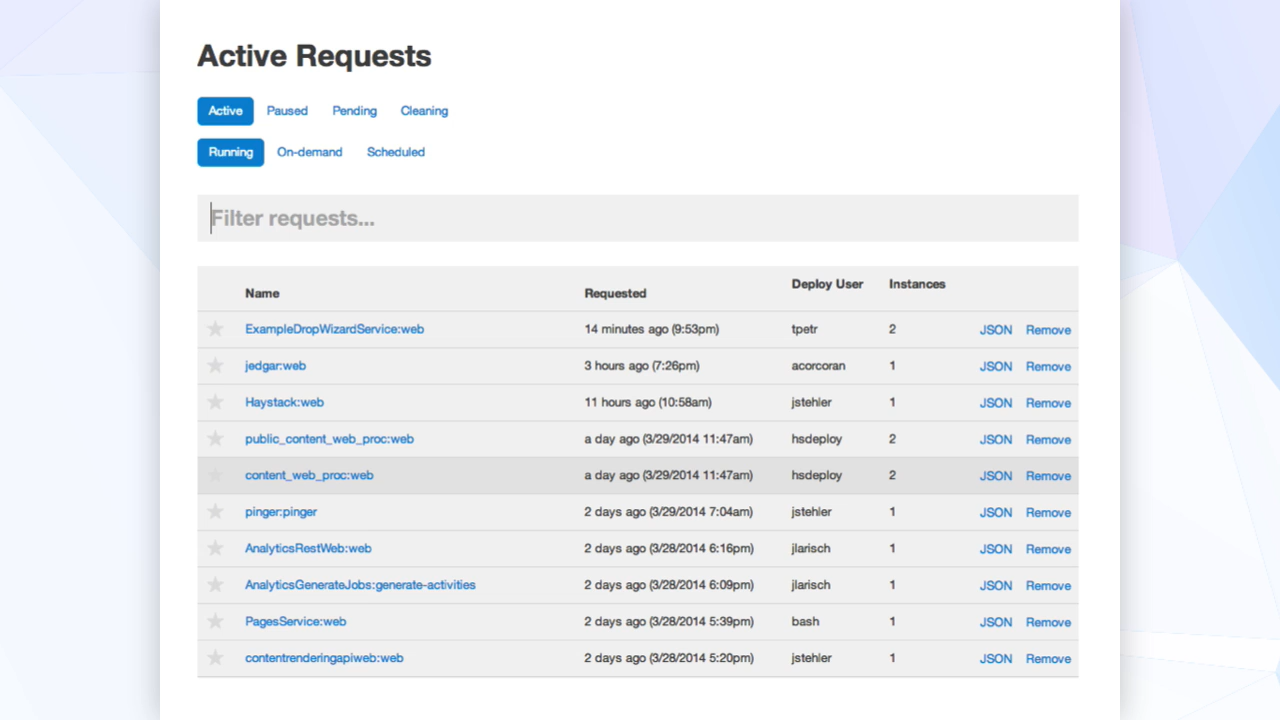 Active Requests
Active Paused Pending Cleaning
Running On-demand Scheduled
Filter requests...
Name Requested Deploy User Instances
ExampleDropWizardService:web 14 minutes ago (9:53pm) tpetr 2 JSON Remove
jedgar:web 3 hours ago (7:26pm) acorcoran 1 JSON Remove
Haystack:web 11 hours ago (10:58am) jstehler 1 JSON Remove
public_content_web_proc:web a day ago (3/29/2014 11:47am) hsdeploy 2 JSON Remove
content_web_proc:web a day ago (3/29/2014 11:47am) hsdeploy 2 JSON Remove
pinger:pinger 2 days ago (3/29/2014 7:04am) jstehler 1 JSON Remove
AnalyticsRestWeb:web 2 days ago (3/28/2014 6:16pm) jlarisch 1 JSON Remove
AnalyticsGenerateJobs:generate-activities 2 days ago (3/28/2014 6:09pm) jlarisch 1 JSON Remove
PagesService:web 2 days ago (3/28/2014 5:39pm) bash 1 JSON Remove
contentrenderingapiweb:web 2 days ago (3/28/2014 5:20pm) jstehler 1 JSON Remove